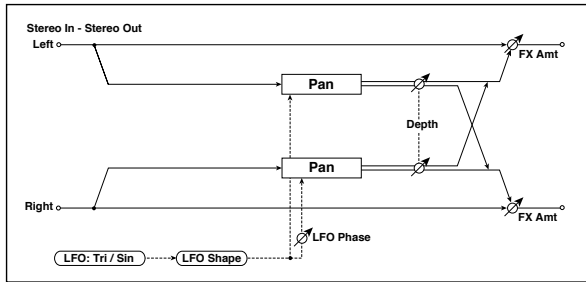 Stereo In - Stereo Out
Left
FX Amt
Pan
Depth
Pan
Right
FX Amt
LFO Phase
LFO: Tri / Sin
LFO Shape